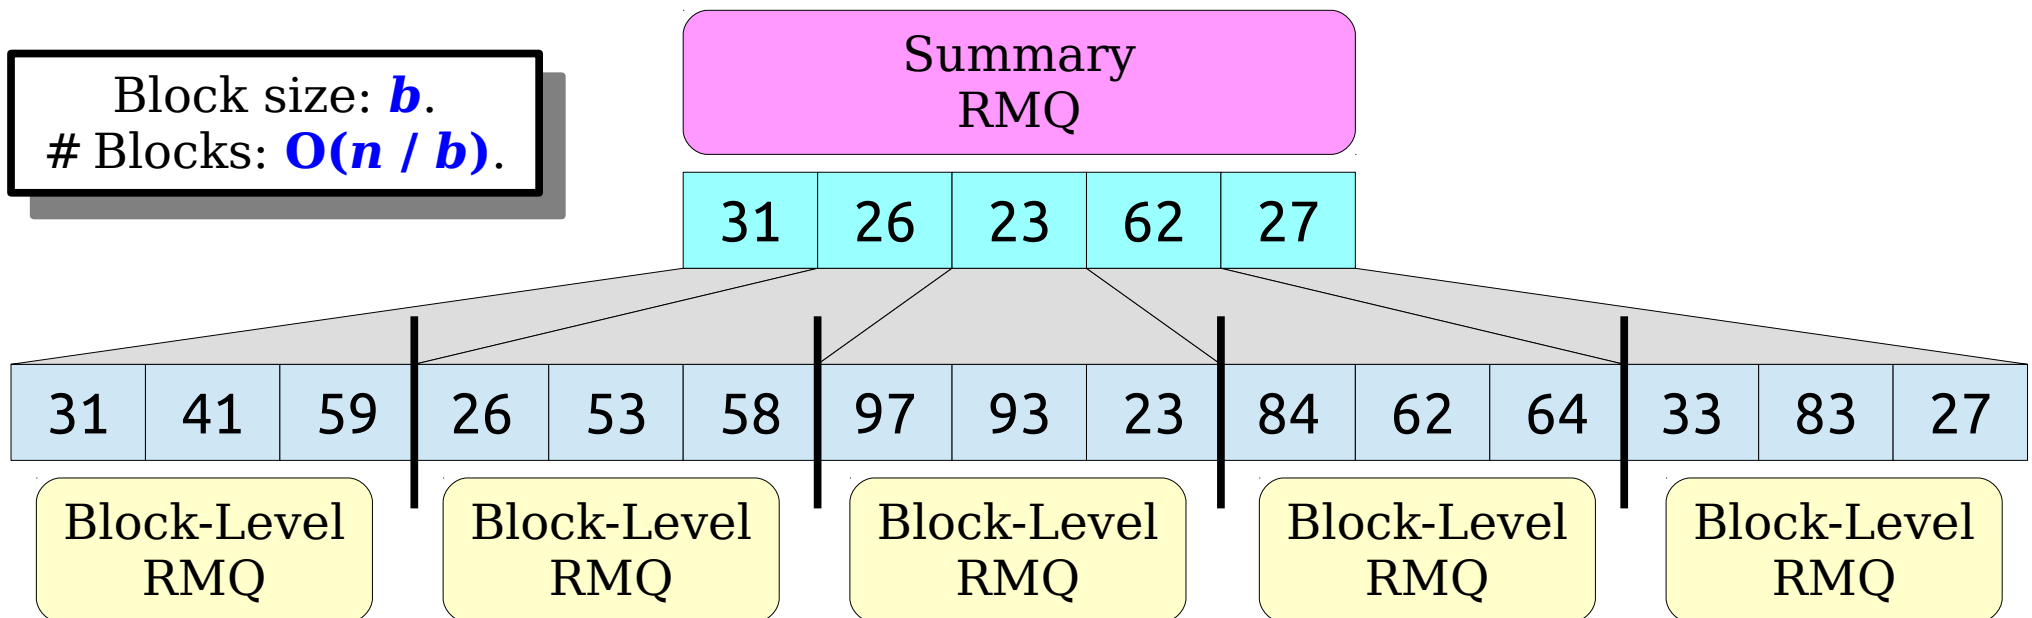 Block size: b.
# Blocks: O(n / b).
Summary
RMQ
31 26 23 62 27
31 41 59 26 53 58 97 93 23 84 62 64 33 83 27
Block-Level Block-Level Block-Level Block-Level Block-Level
RMQ RMQ RMQ RMQ RMQ